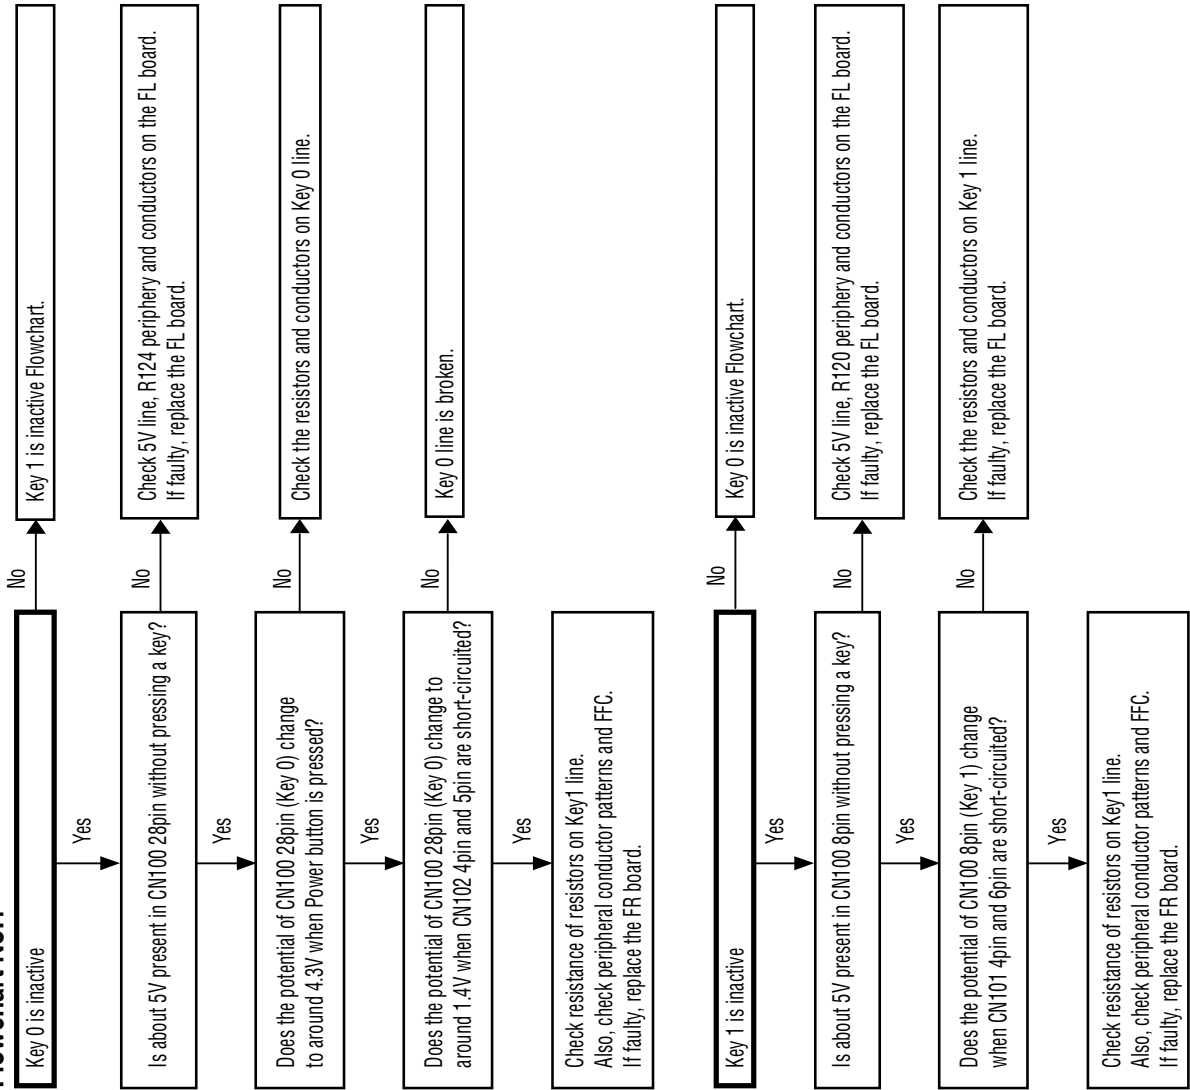 Key 0 is inactive
No
Key 1 is inactive Flowchart.
Yes
Is about 5V present in CN100 28pin without pressing a key?
No
Check 5V line, R124 periphery and conductors on the FL board.
If faulty, replace the FL board.
Yes
Does the potential of CN100 28pin (Key 0) change
to around 4.3V when Power button is pressed?
No
Check the resistors and conductors on Key 0 line.
Yes
Does the potential of CN100 28pin (Key 0) change to
around 1.4V when CN102 4pin and 5pin are short-circuited?
No
Key 0 line is broken.
Yes
Check resistance of resistors on Key1 line.
Also, check peripheral conductor patterns and FFC.
If faulty, replace the FR board.
Key 1 is inactive
No
Key 0 is inactive Flowchart.
Yes
Is about 5V present in CN100 8pin without pressing a key?
No
Check 5V line, R120 periphery and conductors on the FL board.
If faulty, replace the FL board.
Yes
Does the potential of CN100 8pin (Key 1) change
when CN101 4pin and 6pin are short-circuited?
No
Check the resistors and conductors on Key 1 line.
If faulty, replace the FL board.
Yes
Check resistance of resistors on Key1 line.
Also, check peripheral conductor patterns and FFC.
If faulty, replace the FR board.